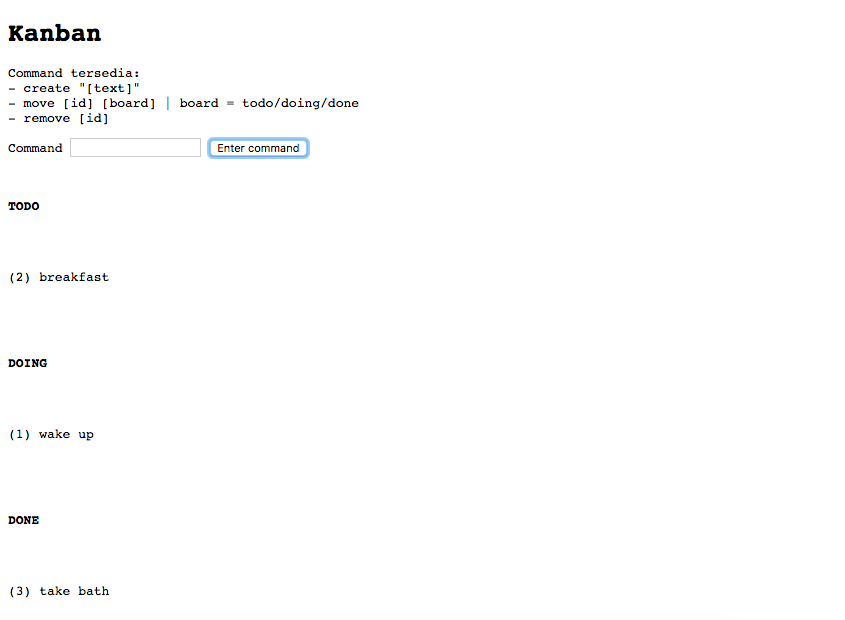 Kanban
Command tersedia:
- create "[text]"
- move [id] [board] | board = todo/doing/done
- remove [id]
Command Enter command
TODO
(2) breakfast
DOING
(1) wake up
DONE
(3) take bath